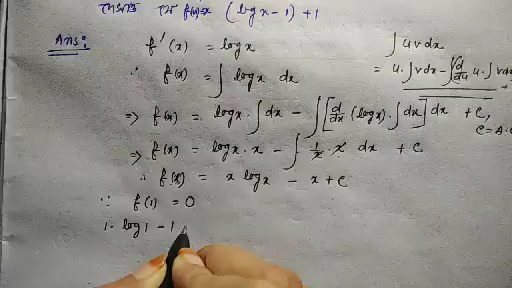 যে f(x)=x (log x - 1) + 1
Ans:
f'(x) = log x
∴ f(x) = ∫ log x dx
⇒ f(x) = log x . ∫ dx - ∫ [d/dx (log x) . ∫ dx] dx + C
⇒ f(x) = log x . x - ∫ 1/x . x dx + C
∴ f(x) = x log x - x + C
∵ f(1) = 0
1. log 1 - 1
∫ u v dx
= u . ∫ v dx - ∫ d/du u . ∫ v d
+